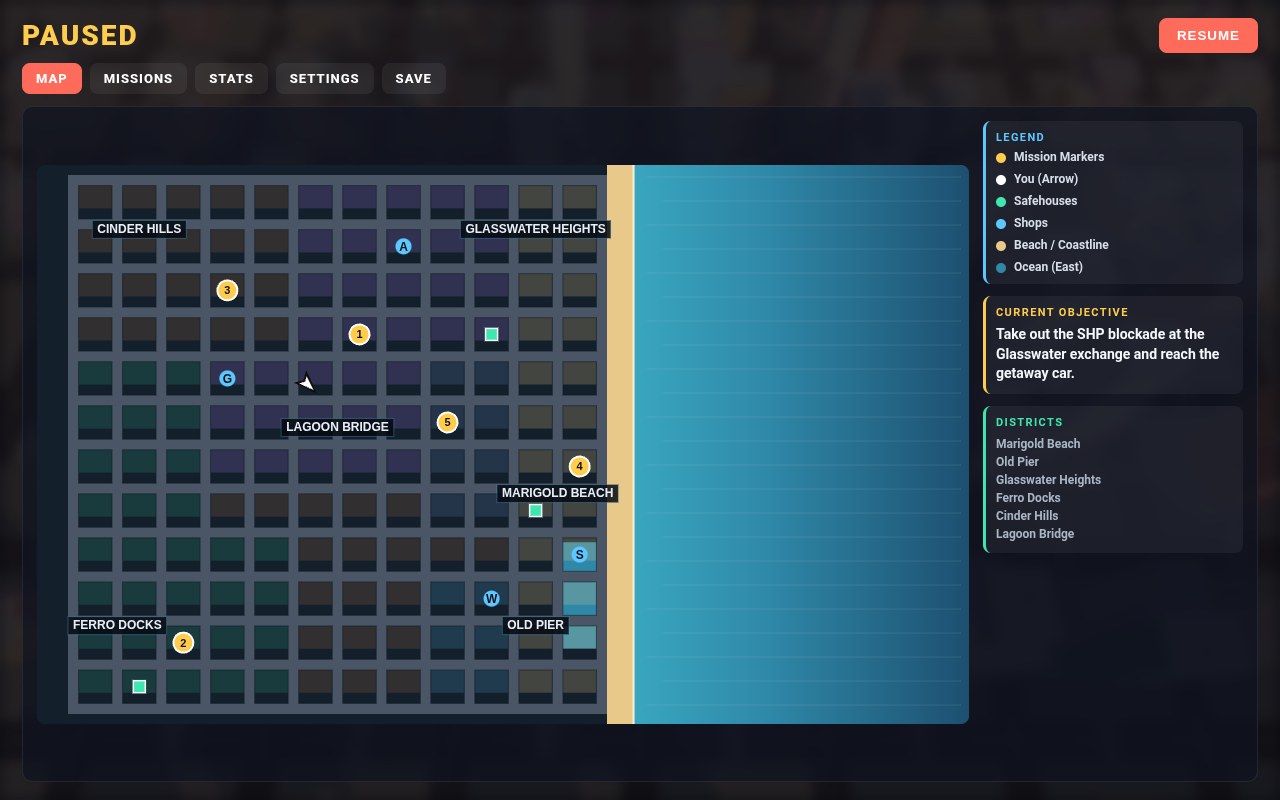 PAUSED
RESUME
MAP
MISSIONS
STATS
SETTINGS
SAVE
CINDER HILLS
GLASSWATER HEIGHTS
A
3
1
G
LAGOON BRIDGE
5
4
MARIGOLD BEACH
S
W
FERRO DOCKS
OLD PIER
2
LEGEND
Mission Markers
You (Arrow)
Safehouses
Shops
Beach / Coastline
Ocean (East)
CURRENT OBJECTIVE
Take out the SHP blockade at the
Glasswater exchange and reach the
getaway car.
DISTRICTS
Marigold Beach
Old Pier
Glasswater Heights
Ferro Docks
Cinder Hills
Lagoon Bridge